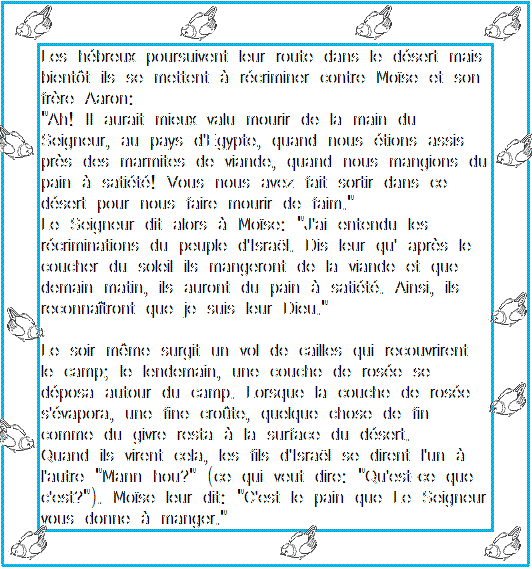 Les hébreux poursuivent leur route dans le désert mais
bientôt ils se mettent à récriminer contre Moïse et son
frère Aaron:
"Ah! Il aurait mieux valu mourir de la main du
Seigneur, au pays d'Egypte, quand nous étions assis
près des marmites de viande, quand nous mangions du
pain à satiété! Vous nous avez fait sortir dans ce
désert pour nous faire mourir de faim."
Le Seigneur dit alors à Moïse: "J'ai entendu les
récriminations du peuple d'Israël. Dis leur qu' après le
coucher du soleil ils mangeront de la viande et que
demain matin, ils auront du pain à satiété. Ainsi, ils
reconnaîtront que je suis leur Dieu."
Le soir même surgit un vol de cailles qui recouvrirent
le camp; le lendemain, une couche de rosée se
déposa autour du camp. Lorsque la couche de rosée
s'évapora, une fine croûte, quelque chose de fin
comme du givre resta à la surface du désert.
Quand ils virent cela, les fils d'Israël se dirent l'un à
l'autre "Mann hou?" (ce qui veut dire: "Qu'est-ce que
c'est?"). Moïse leur dit: "C'est le pain que Le Seigneur
vous donne à manger."